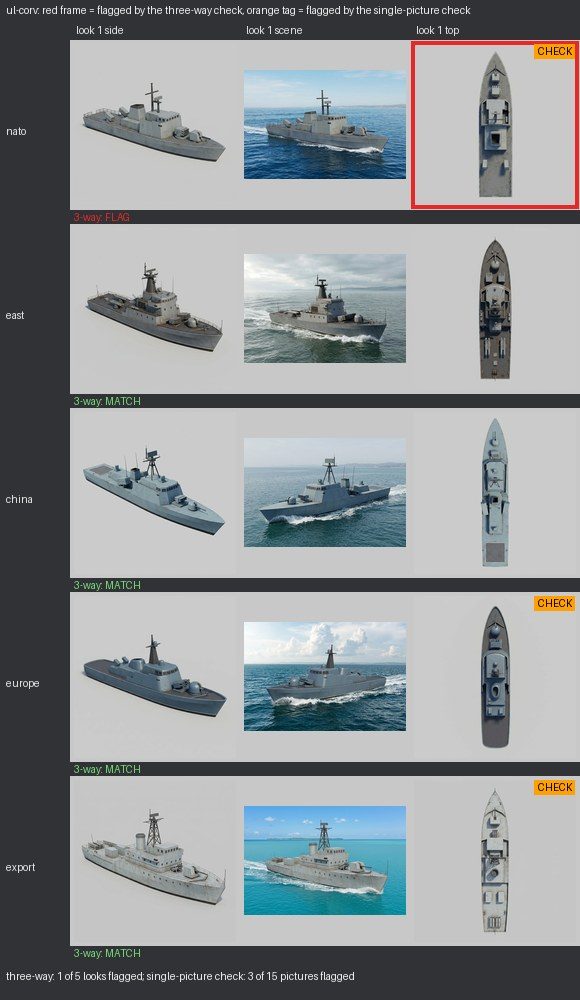 ul-corv: red frame = flagged by the three-way check, orange tag = flagged by the single-picture check
look 1 side look 1 scene look 1 top
CHECK
nato
3-way: FLAG
east
3-way: MATCH
china
3-way: MATCH
CHECK
europe
3-way: MATCH
CHECK
export
3-way: MATCH
three-way: 1 of 5 looks flagged; single-picture check: 3 of 15 pictures flagged